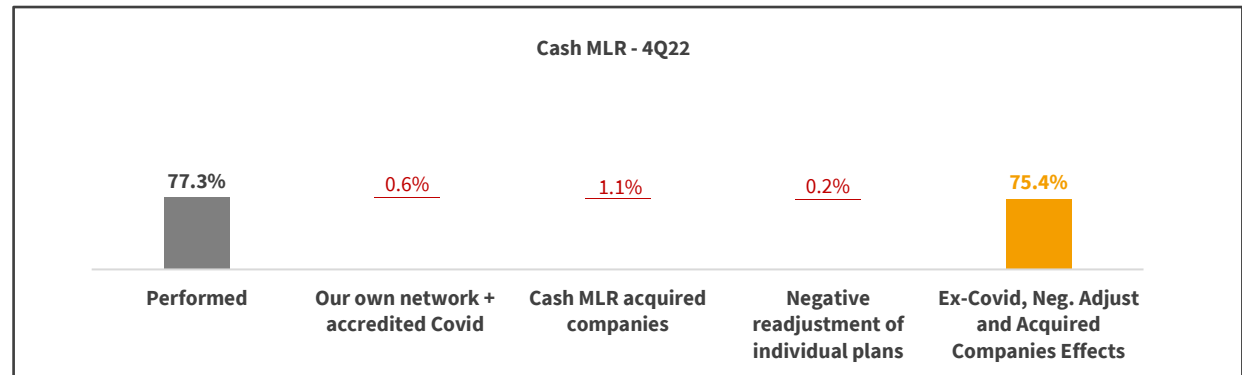 Cash MLR - 4Q22
77.3%
0.6%
1.1%
0.2%
75.4%
Performed
Our own network +
accredited Covid
Cash MLR acquired
companies
Negative
readjustment of
individual plans
Ex-Covid, Neg. Adjust
and Acquired
Companies Effects